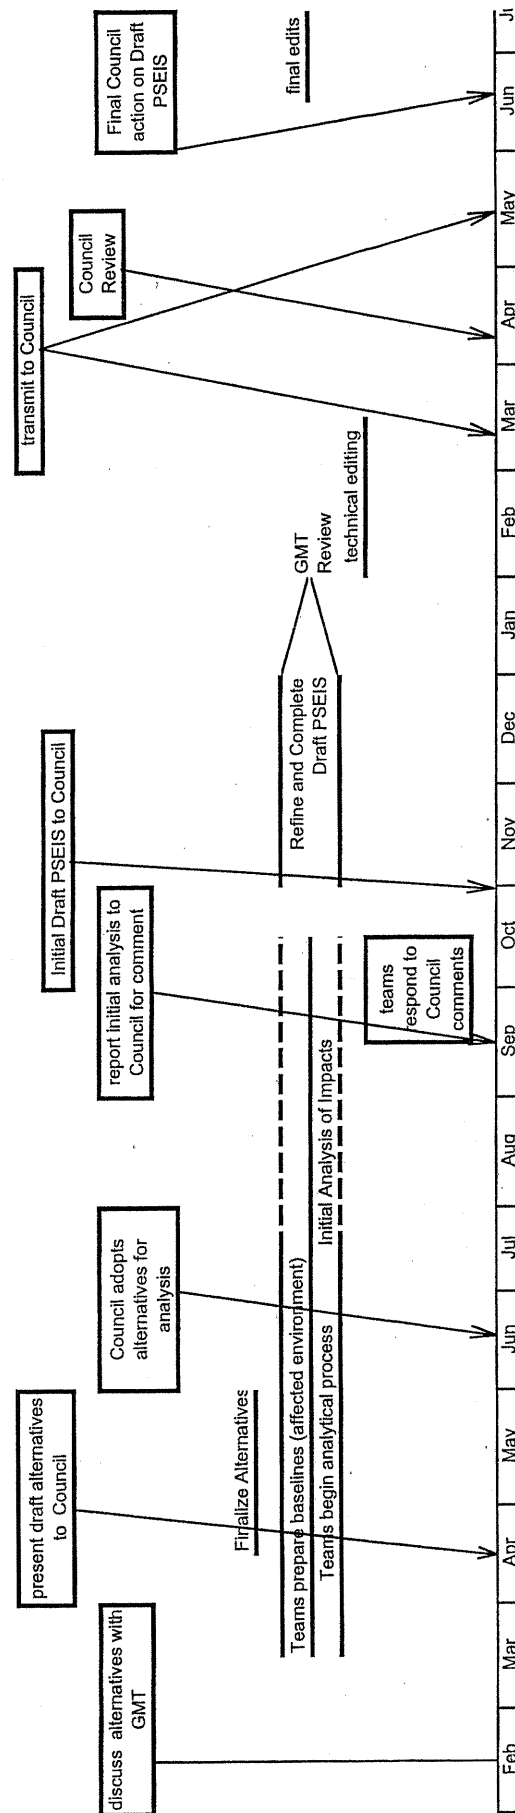 discuss alternatives with
GMT
present draft alternatives
to Council
Finalize Alternatives
Council adopts
alternatives for
analysis
Teams prepare baselines (affected environment)
Teams begin analytical process
Initial Analysis of Impacts
report initial analysis to
Council for comment
teams
respond to
Council
comments
Initial Draft PSEIS to Council
Refine and Complete
Draft PSEIS
GMT
Review
technical editing
transmit to Council
Council
Review
Final Council
action on Draft
PSEIS
final edits
Feb
Mar
Apr
May
Jun
Jul
Aug
Sep
Oct
Nov
Dec
Jan
Feb
Mar
Apr
May
Jun